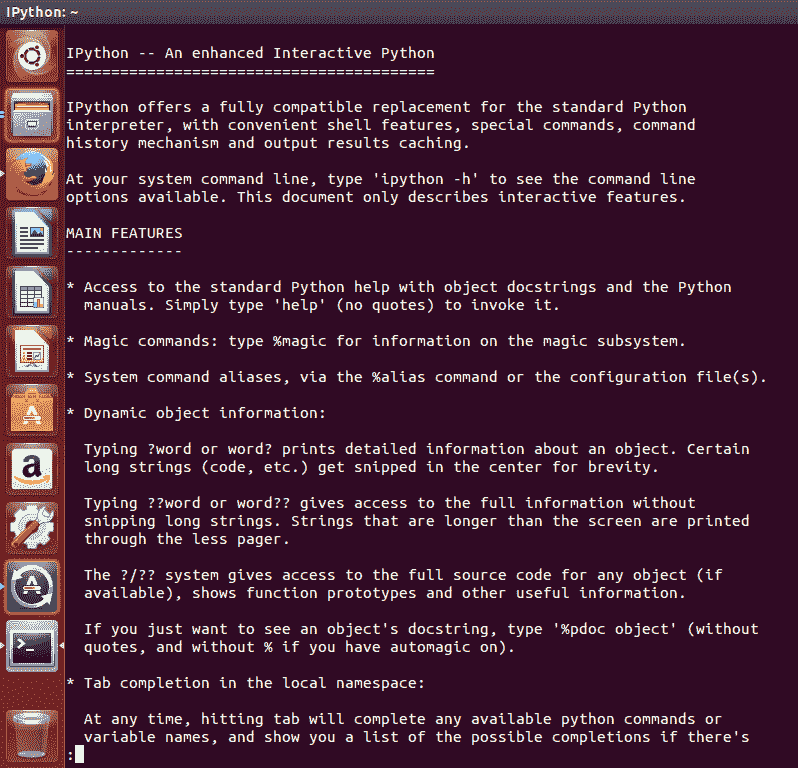 IPython: ~
IPython -- An enhanced Interactive Python
=========================================
IPython offers a fully compatible replacement for the standard Python
interpreter, with convenient shell features, special commands, command
history mechanism and output results caching.
At your system command line, type 'ipython -h' to see the command line
options available. This document only describes interactive features.
MAIN FEATURES
-------------
* Access to the standard Python help with object docstrings and the Python
manuals. Simply type 'help' (no quotes) to invoke it.
* Magic commands: type %magic for information on the magic subsystem.
* System command aliases, via the %alias command or the configuration file(s).
* Dynamic object information:
Typing ?word or word? prints detailed information about an object. Certain
long strings (code, etc.) get snipped in the center for brevity.
Typing ??word or word?? gives access to the full information without
snipping long strings. Strings that are longer than the screen are printed
through the less pager.
The ?/?? system gives access to the full source code for any object (if
available), shows function prototypes and other useful information.
If you just want to see an object's docstring, type '%pdoc object' (without
quotes, and without % if you have automagic on).
* Tab completion in the local namespace:
At any time, hitting tab will complete any available python commands or
variable names, and show you a list of the possible completions if there's
: